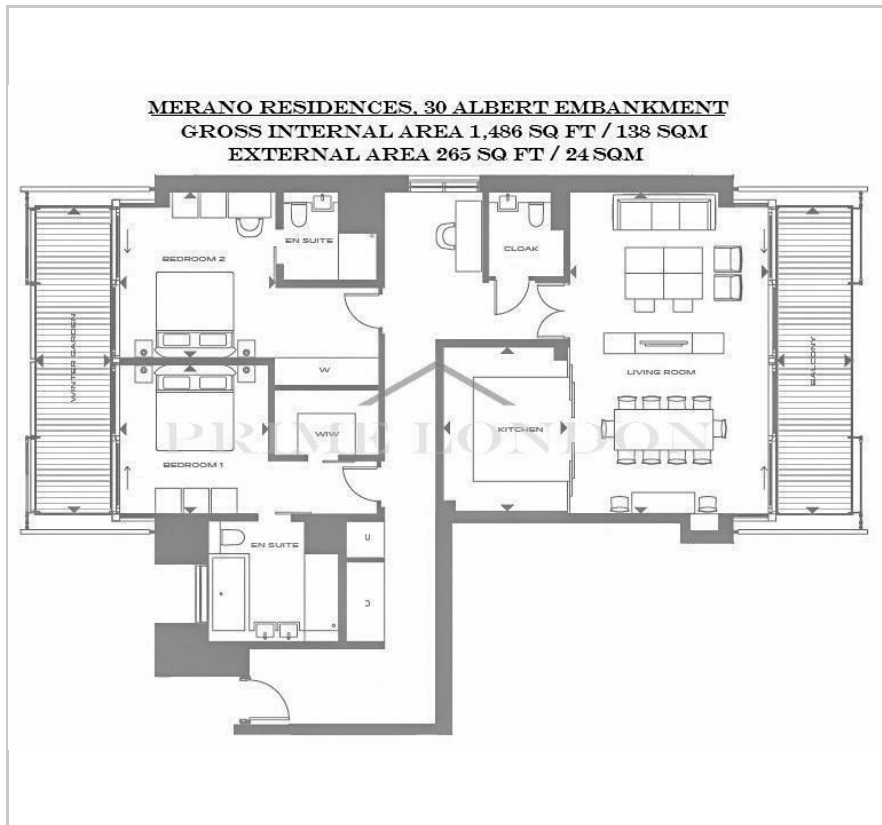 MERANO RESIDENCES, 30 ALBERT EMBANKMENT
GROSS INTERNAL AREA 1,486 SQ FT / 138 SQM
EXTERNAL AREA 265 SQ FT / 24 SQM
EN SUITE
CLOAK
BEDROOM 2
WINTER GARDEN
W
LIVING ROOM
BALCONY
PRIME LONDON
WIW
KITCHEN
BEDROOM 1
EN SUITE
U
U